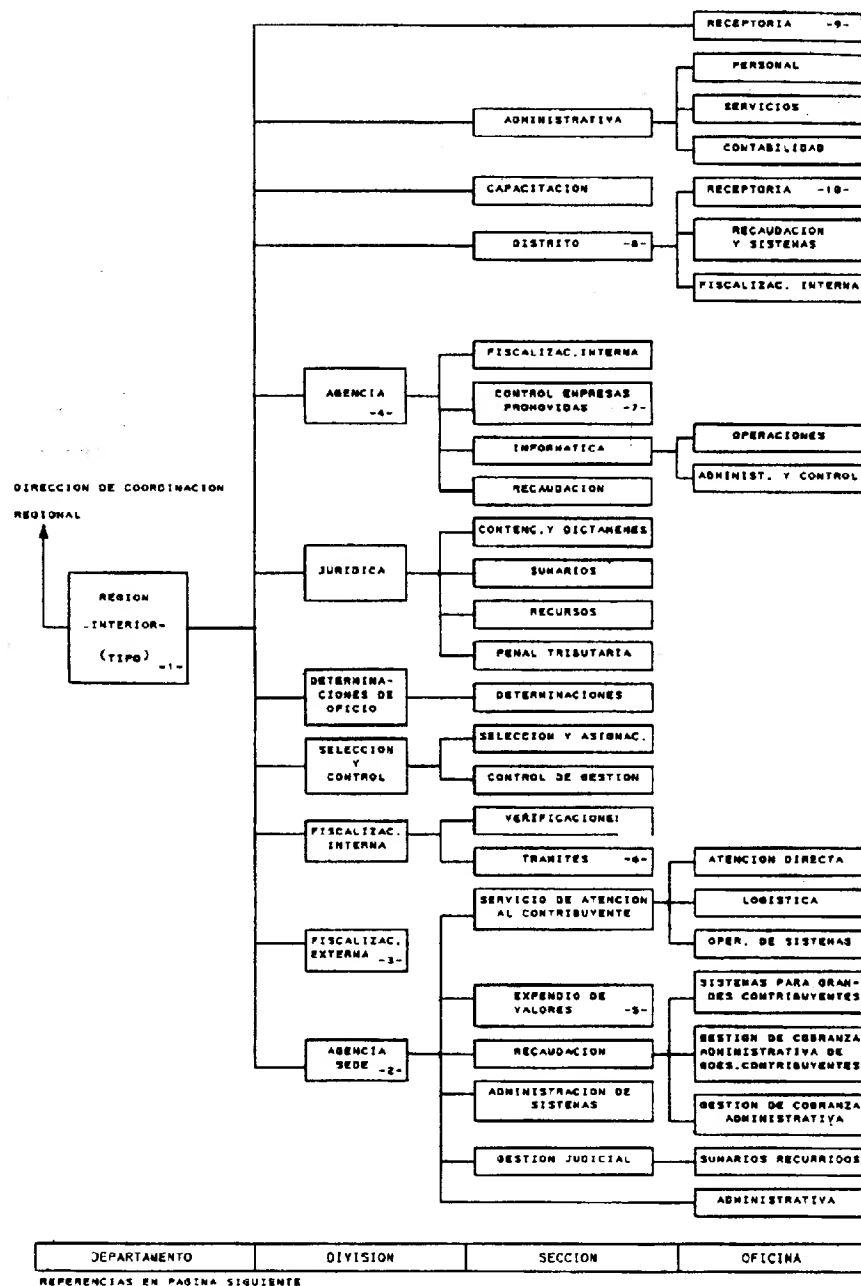 RECEPTORIA -9-
PERSONAL
ADMINISTRATIVA
SERVICIOS
CONTABILIDAD
CAPACITACION
RECEPTORIA -10-
DISTRITO -8-
RECAUDACION
Y SISTEMAS
FISCALIZAC. INTERNA
AGENCIA
-4-
FISCALIZAC.INTERNA
CONTROL EMPRESAS
PROMOVIDAS -7-
INFORMATICA
OPERACIONES
ADMINIST. Y CONTROL
RECAUDACION
DIRECCION DE COORDINACION
REGIONAL
REGION
-INTERIOR-
(TIPO) -1-
JURIDICA
CONTENC.Y DICTAMENES
SUMARIOS
RECURSOS
PENAL TRIBUTARIA
DETERMINA-
CIONES DE
OFICIO
DETERMINACIONES
SELECCION
Y
CONTROL
SELECCION Y ASIGNAC.
CONTROL DE GESTION
FISCALIZAC.
INTERNA
VERIFICACIONE
TRAMITES -6-
FISCALIZAC.
EXTERNA -3-
AGENCIA
SEDE -2-
SERVICIO DE ATENCION
AL CONTRIBUYENTE
ATENCION DIRECTA
LOGISTICA
OPER. DE SISTEMAS
EXPENDIO DE
VALORES -5-
RECAUDACION
SISTEMAS PARA GRAN-
DES CONTRIBUYENTES
GESTION DE COBRANZA
ADMINISTRATIVA DE
GDES.CONTRIBUYENTES
GESTION DE COBRANZA
ADMINISTRATIVA
ADMINISTRACION DE
SISTEMAS
GESTION JUDICIAL
SUMARIOS RECURRIDOS
ADMINISTRATIVA
DEPARTAMENTO DIVISION SECCION OFICINA
REFERENCIAS EN PAGINA SIGUIENTE